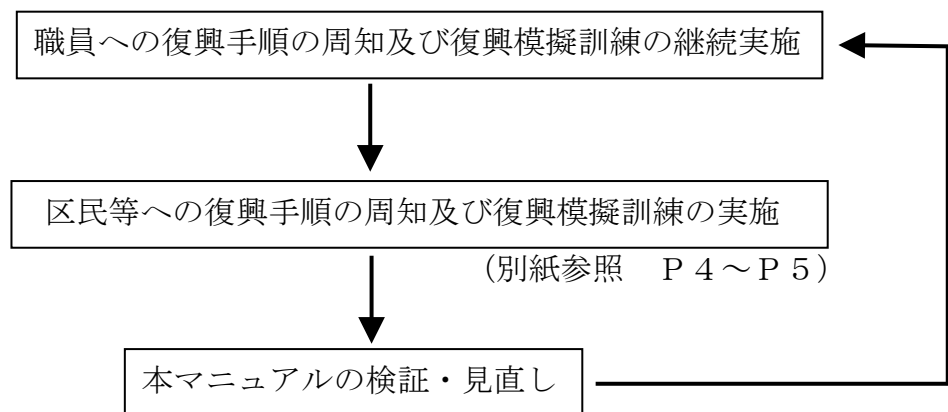 職員への復興手順の周知及び復興模擬訓練の継続実施
区民等への復興手順の周知及び復興模擬訓練の実施
（別紙参照　Ｐ４～Ｐ５）
本マニュアルの検証・見直し